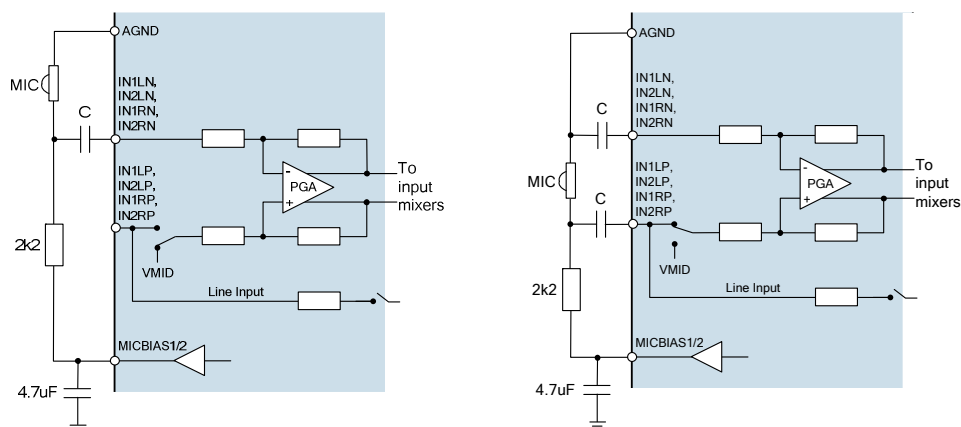 AGND
MIC
IN1LN,
IN2LN,
IN1RN,
IN2RN
C
IN1LP,
IN2LP,
IN1RP,
IN2RP
-
PGA
+
To
input
mixers
2k2
VMID
Line Input
MICBIAS1/2
4.7uF
AGND
IN1LN,
IN2LN,
IN1RN,
IN2RN
C
IN1LP,
IN2LP,
IN1RP,
IN2RP
MIC
C
-
PGA
+
To
input
mixers
VMID
2k2
Line Input
MICBIAS1/2
4.7uF